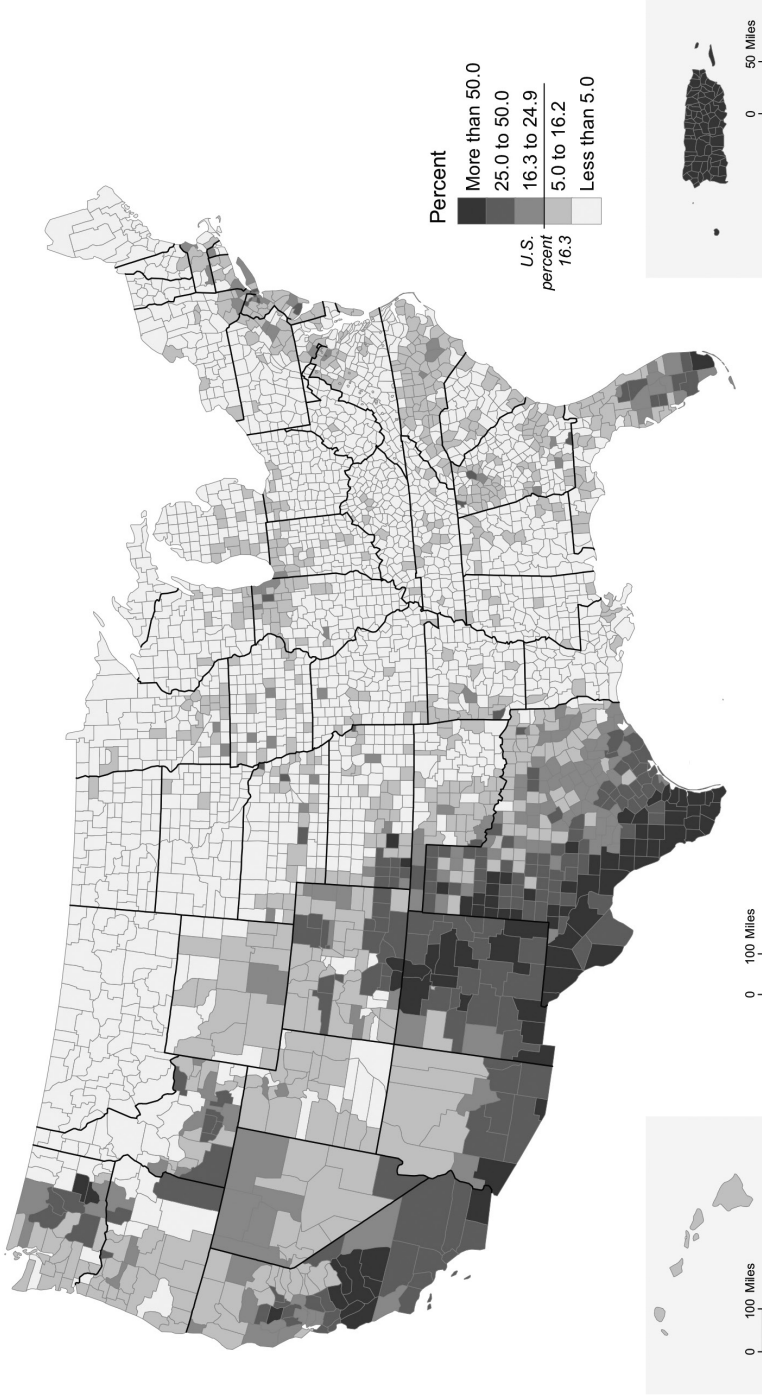 Percent
More than 50.0
25.0 to 50.0
16.3 to 24.9
5.0 to 16.2
Less than 5.0
U.S.
percent
16.3
0 100 Miles
0 100 Miles
0 50 Miles